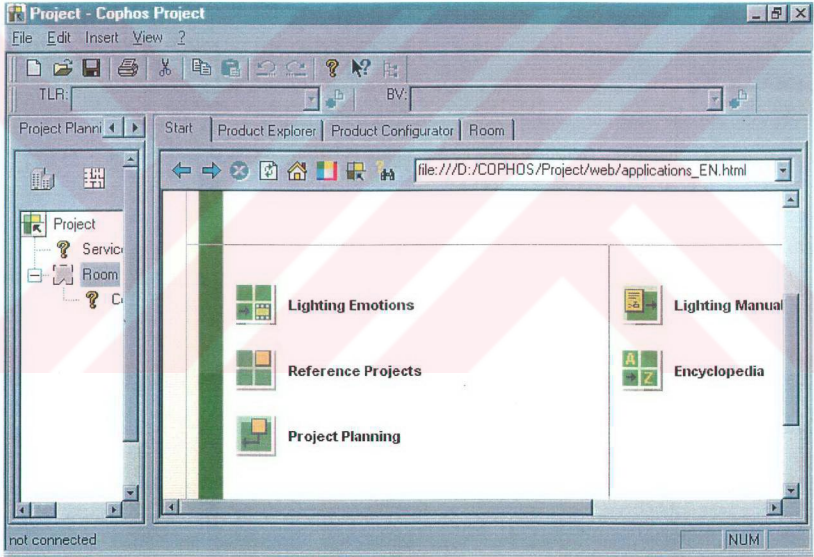 Project - Cophos Project
File Edit Insert View ?
TLR: BV:
Project Planni Start Product Explorer Product Configurator Room
file:///D:/COPHOS/Project/web/applications_EN.html
Project
Servic
Room
C
Lighting Emotions Lighting Manual
Reference Projects Encyclopedia
A
Z
Project Planning
not connected NUM